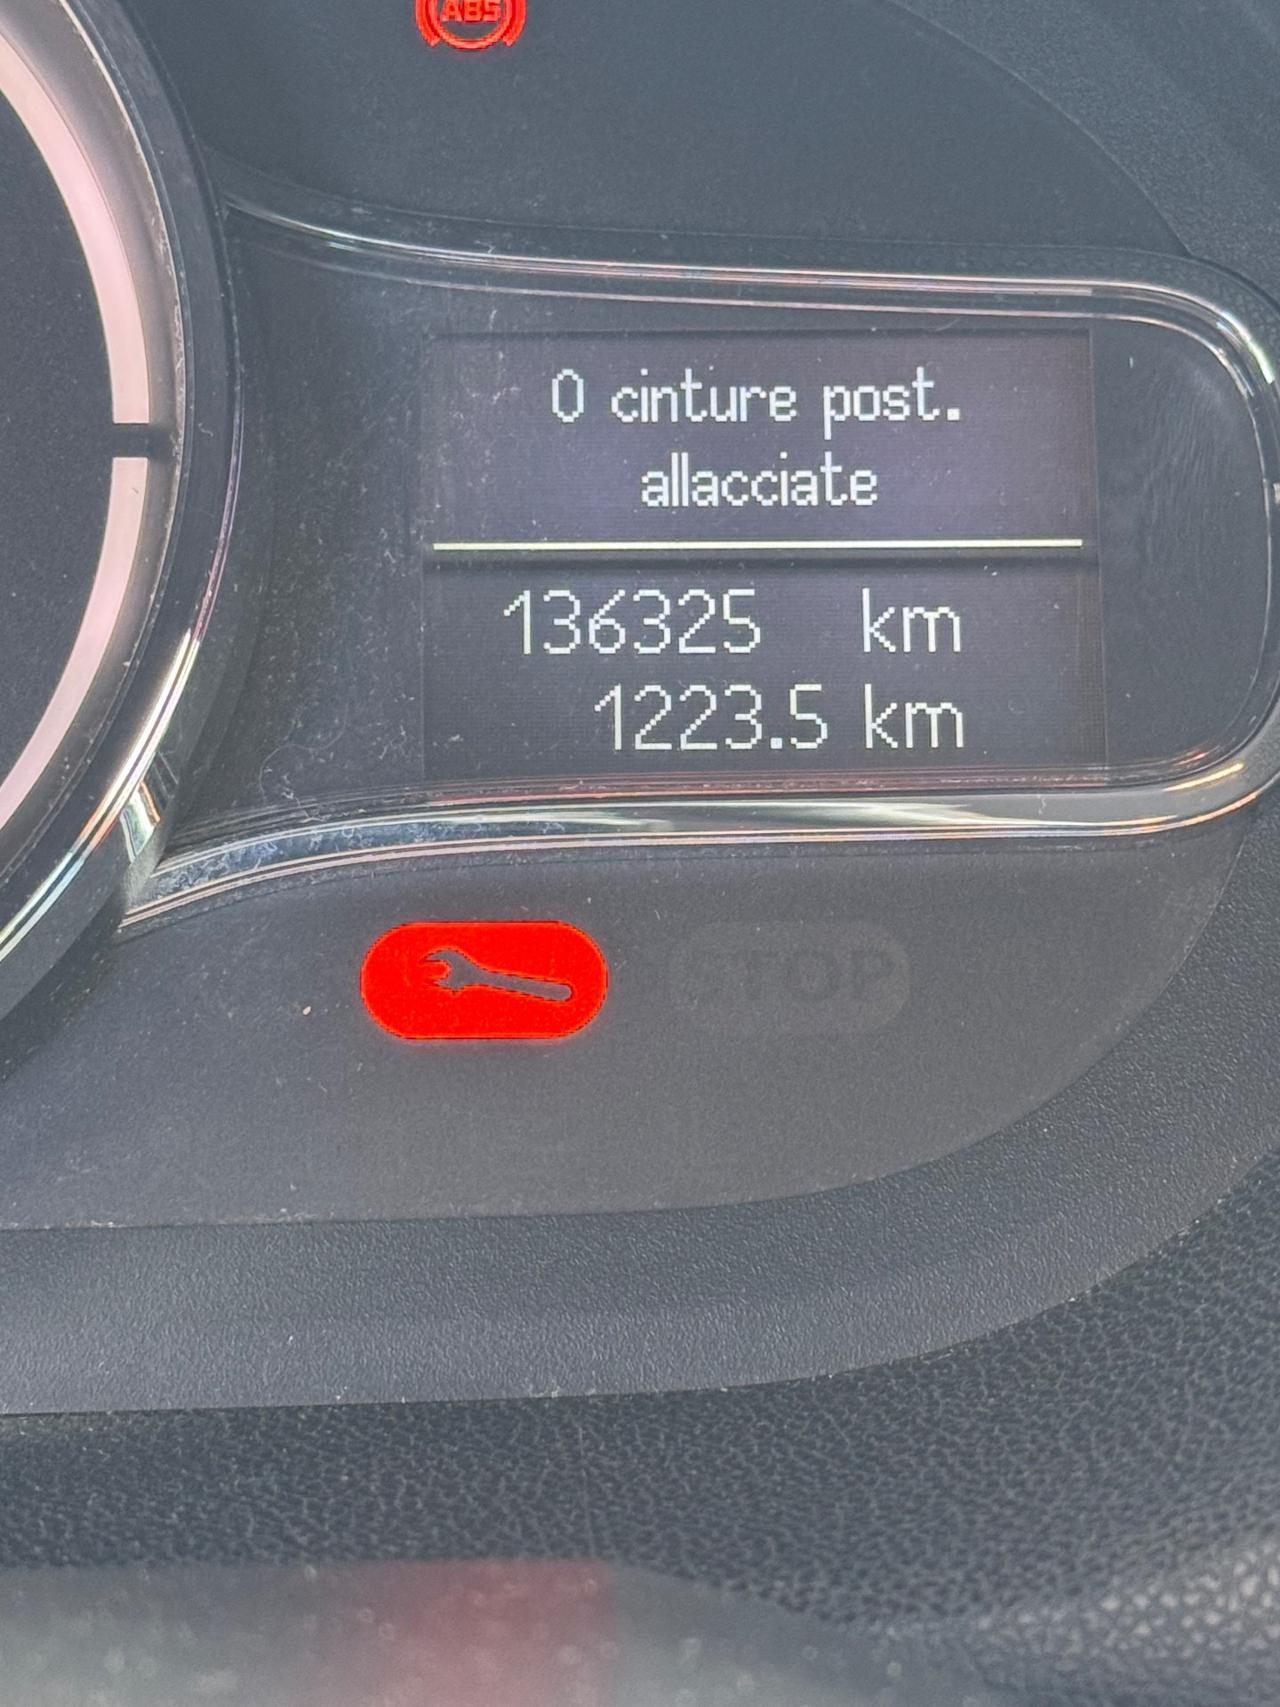 ABS
0 cinture post.
allacciate
136325 km
1223.5 km
STOP